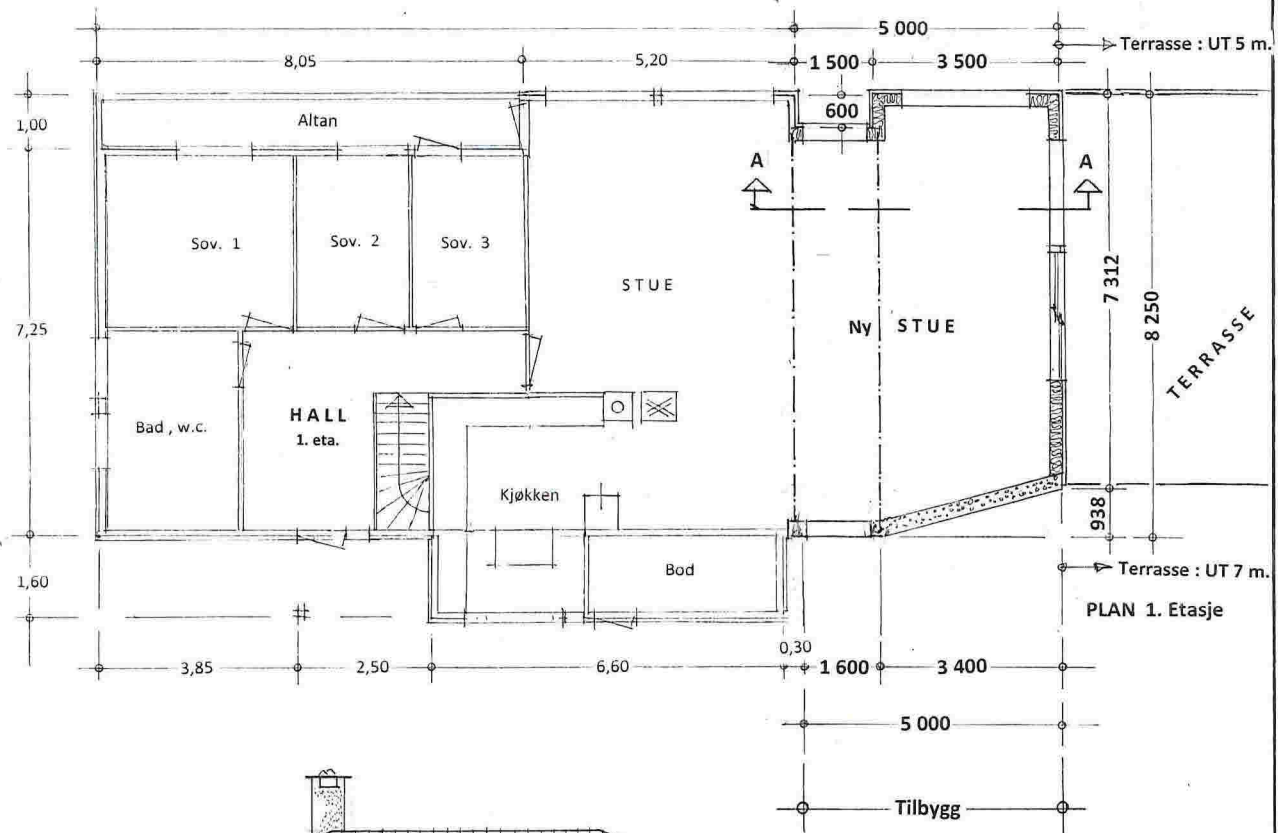 5 000
Terrasse : UT 5 m.
8,05
5,20
1 500
3 500
600
1,00
Altan
A
A
Sov. 1
Sov. 2
Sov. 3
STUE
7 312
8 250
7,25
Ny STUE
TERRASSE
HALL
1. eta.
Bad , w.c.
Kjøkken
938
Bod
1,60
Terrasse : UT 7 m.
PLAN 1. Etasje
0,30
3,85
2,50
6,60
1 600
3 400
5 000
Tilbygg